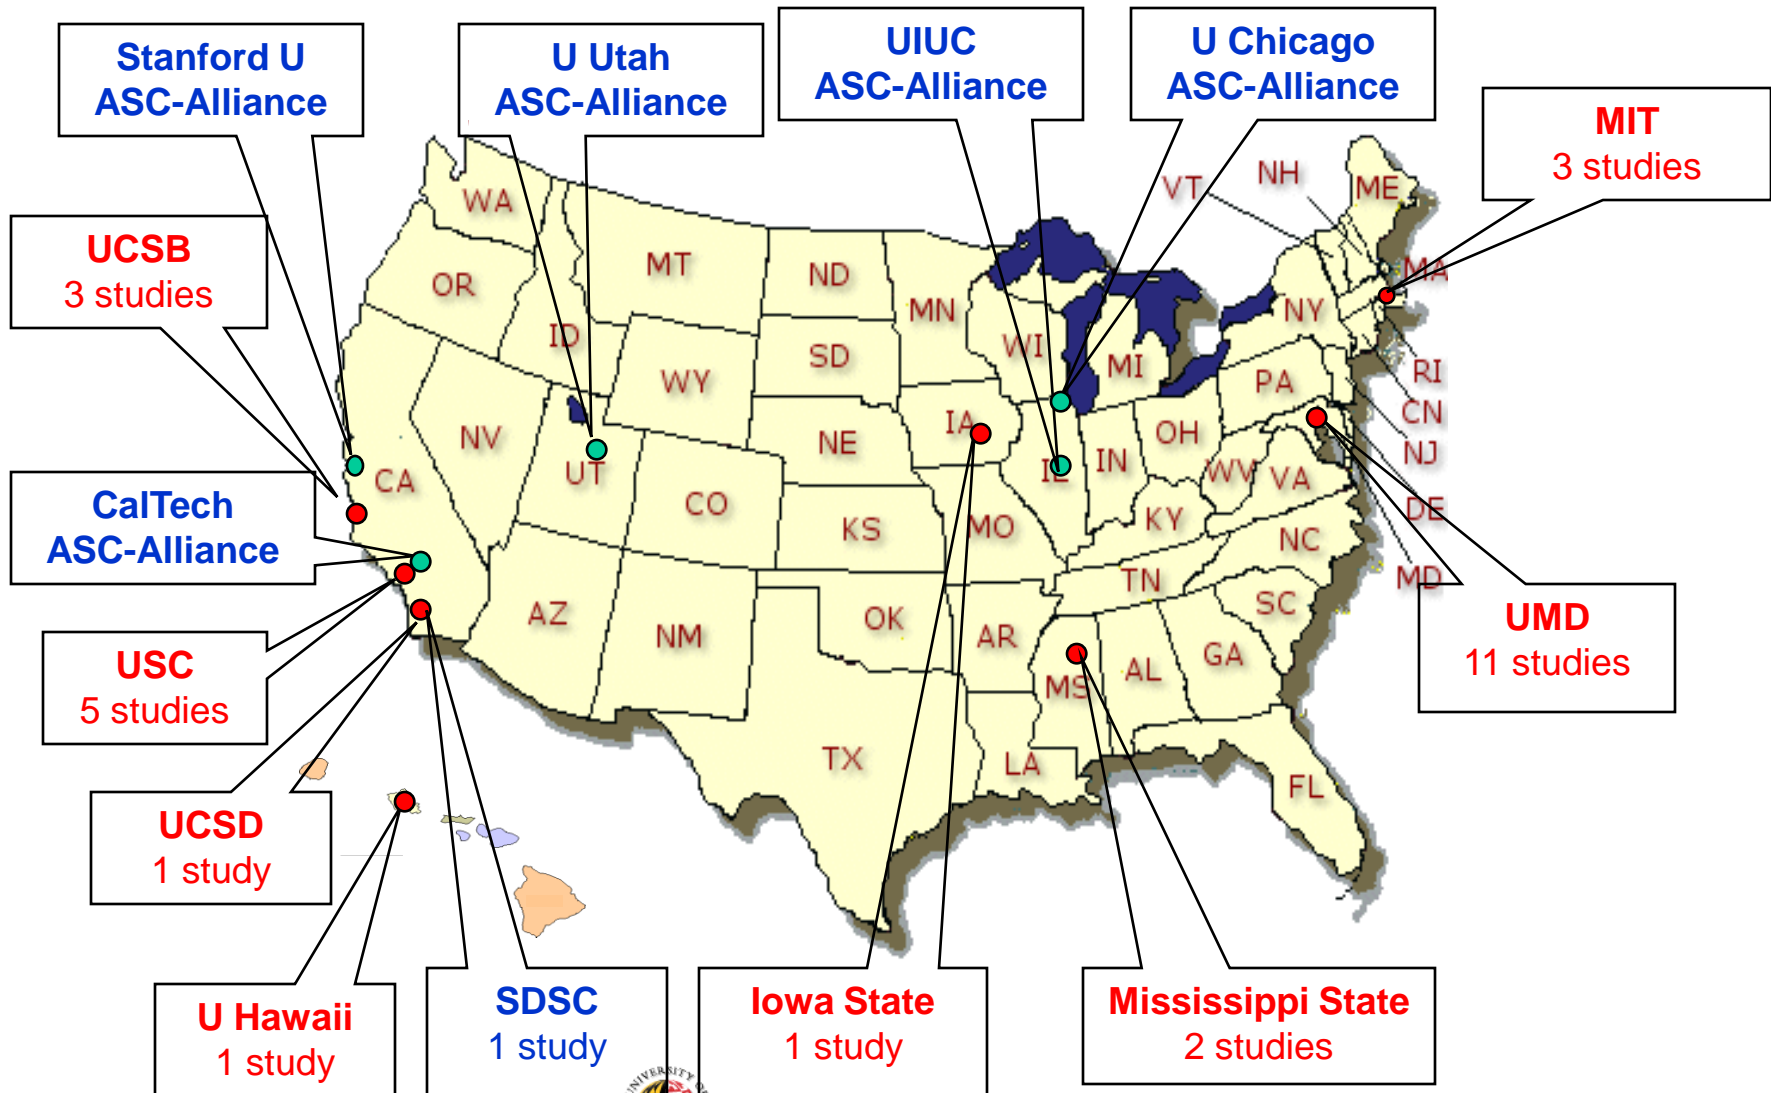 Stanford U
ASC-Alliance
U Utah
ASC-Alliance
UIUC
ASC-Alliance
U Chicago
ASC-Alliance
MIT
3 studies
UCSB
3 studies
CalTech
ASC-Alliance
USC
5 studies
UCSD
1 study
U Hawaii
1 study
SDSC
1 study
Iowa State
1 study
Mississippi State
2 studies
UMD
11 studies
WA
OR
ID
MT
ND
MN
SD
WY
WI
MI
NV
UT
CA
CO
NE
IA
IL
IN
OH
PA
NY
VT
NH
ME
MA
RI
CN
NJ
DE
MD
WV
VA
KY
NC
TN
SC
KS
MO
AZ
NM
OK
AR
MS
AL
GA
TX
LA
FL
UNIVERSITY O